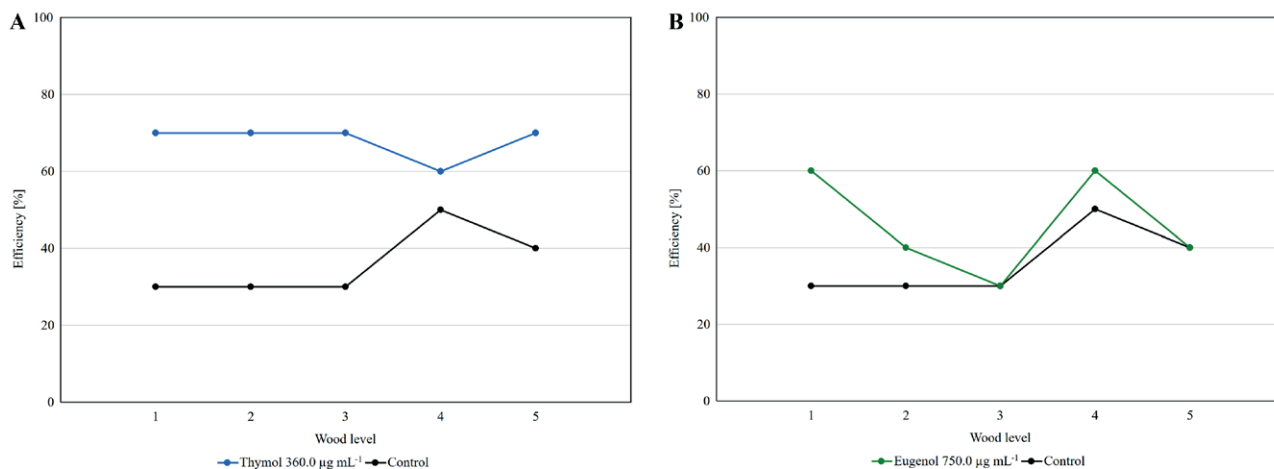 A
100
80
60
40
20
0
Efficiency [%]
1 2 3 4 5
Wood level
Thymol 360.0 µg mL⁻¹ Control
B
100
80
60
40
20
0
Efficiency [%]
1 2 3 4 5
Wood level
Eugenol 750.0 µg mL⁻¹ Control